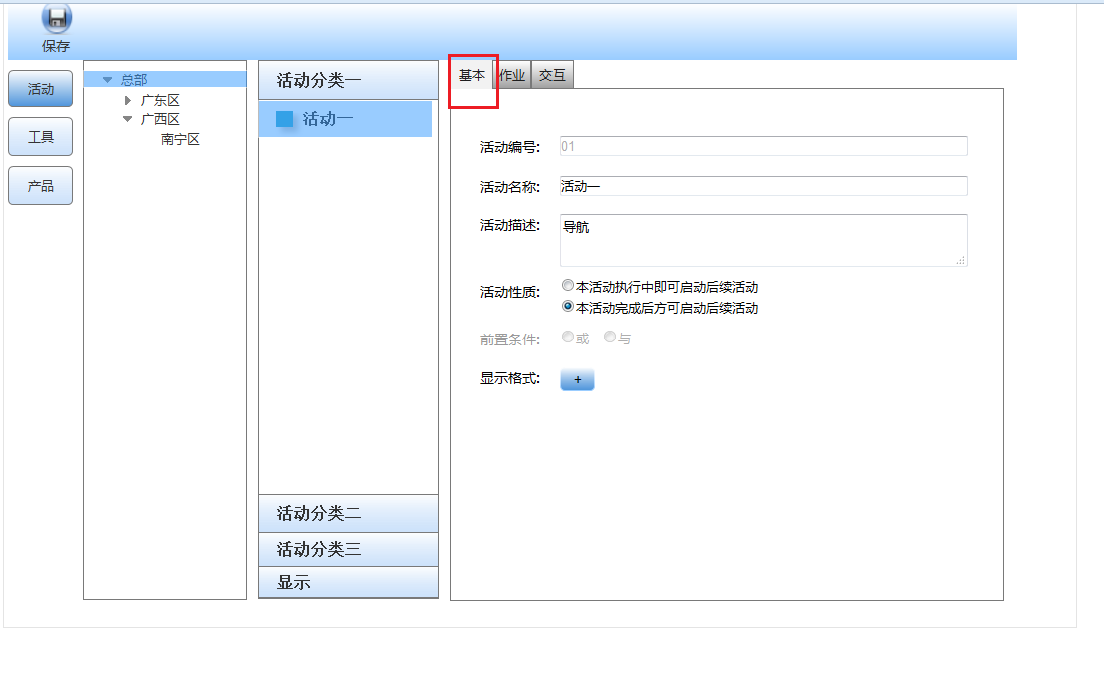 保存
活动
工具
产品
总部
广东区
广西区
南宁区
活动分类一
活动一
活动分类二
活动分类三
显示
基本 作业 交互
活动编号: 01
活动名称: 活动一
活动描述: 导航
活动性质: 本活动执行中即可启动后续活动
本活动完成后方可启动后续活动
前置条件: 或 与
显示格式: +